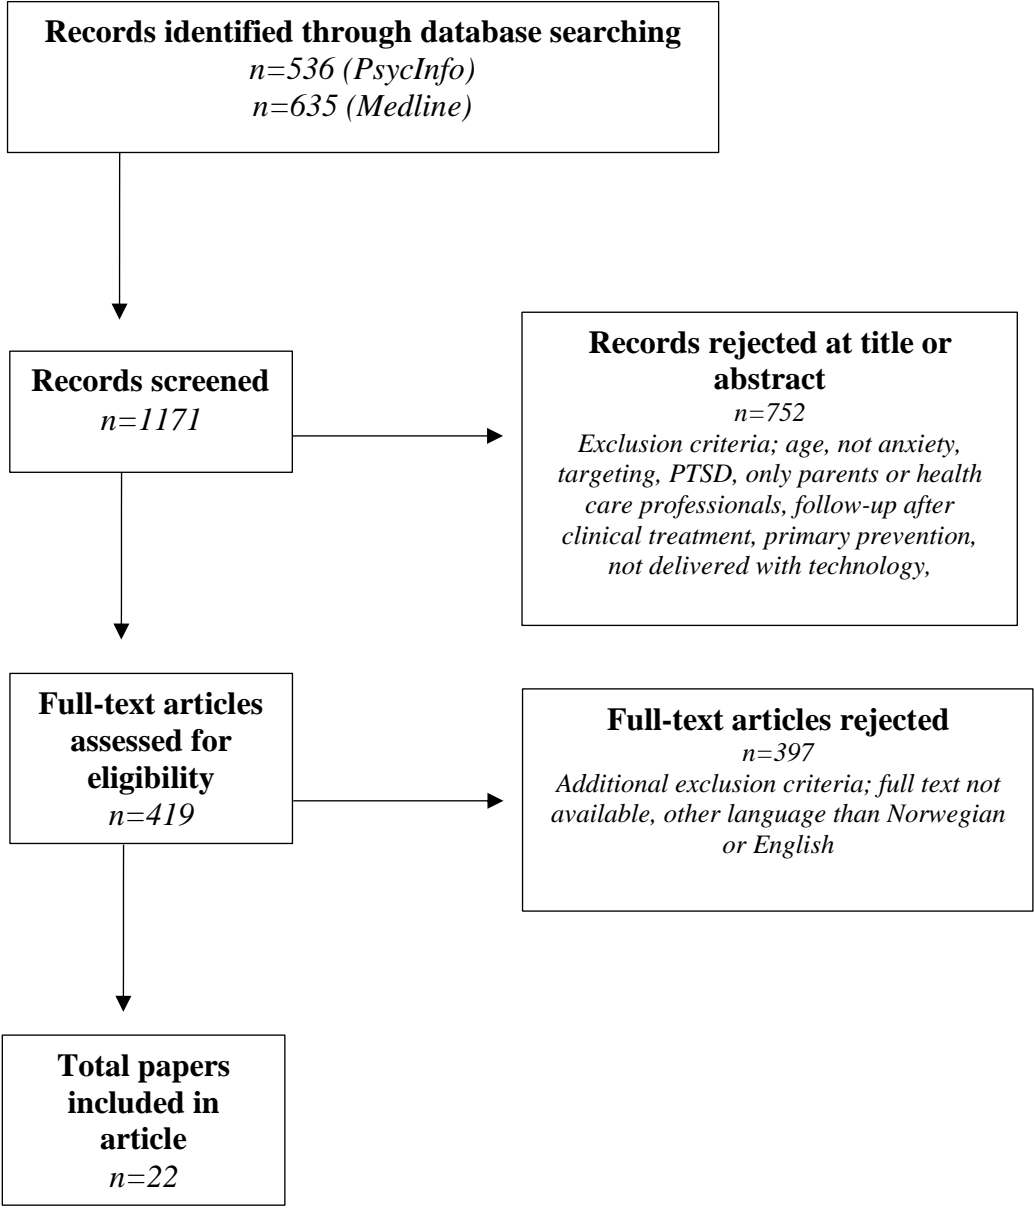 Records identified through database searching
n=536 (PsycInfo)
n=635 (Medline)
Records screened
n=1171
Records rejected at title or
abstract
n=752
Exclusion criteria; age, not anxiety,
targeting, PTSD, only parents or health
care professionals, follow-up after
clinical treatment, primary prevention,
not delivered with technology,
Full-text articles
assessed for
eligibility
n=419
Full-text articles rejected
n=397
Additional exclusion criteria; full text not
available, other language than Norwegian
or English
Total papers
included in
article
n=22